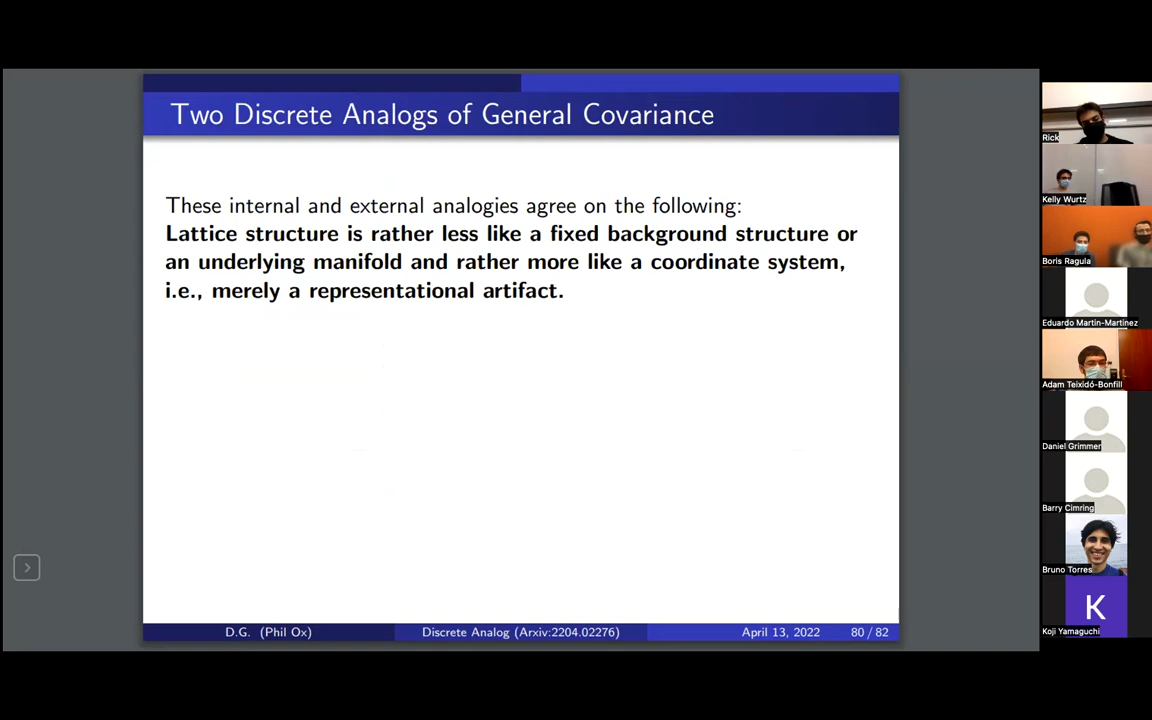 Two Discrete Analogs of General Covariance
These internal and external analogies agree on the following:
Lattice structure is rather less like a fixed background structure or
an underlying manifold and rather more like a coordinate system,
i.e., merely a representational artifact.
D.G. (Phil Ox) Discrete Analog (Arxiv:2204.02276) April 13, 2022 80 / 82
Rick
Kelly Wurtz
Boris Ragula
Eduardo Martin-Martinez
Adam Teixidó-Bonfill
Daniel Grimmer
Barry Cimring
Bruno Torres
K
Koji Yamaguchi